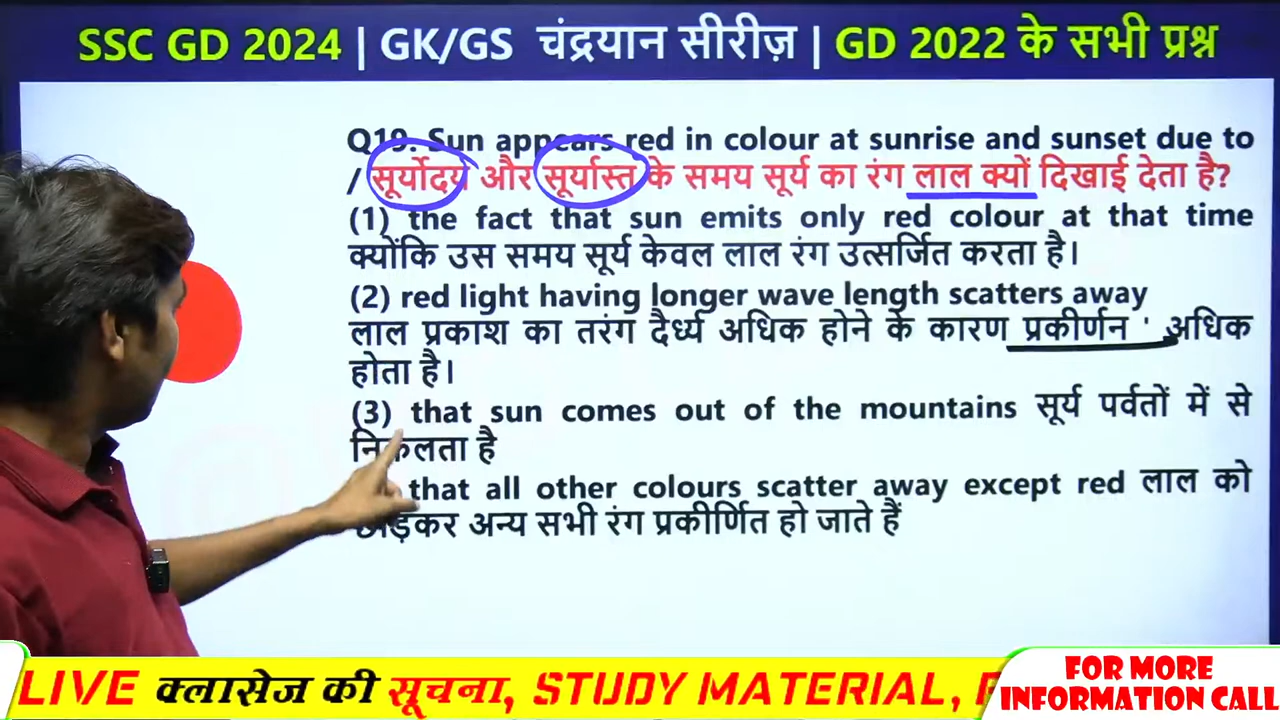 SSC GD 2024 | GK/GS चंद्रयान सीरीज़ | GD 2022 के सभी प्रश्न
Q19. Sun appears red in colour at sunrise and sunset due to
/ सूर्योदय और सूर्यास्त के समय सूर्य का रंग लाल क्यों दिखाई देता है?
(1) the fact that sun emits only red colour at that time
क्योंकि उस समय सूर्य केवल लाल रंग उत्सर्जित करता है।
(2) red light having longer wave length scatters away
लाल प्रकाश का तरंग दैर्ध्य अधिक होने के कारण प्रकीर्णन ' अधिक
होता है।
(3) that sun comes out of the mountains सूर्य पर्वतों में से
निकलता है
that all other colours scatter away except red लाल को
छोड़कर अन्य सभी रंग प्रकीर्णित हो जाते हैं
LIVE क्लासेज की सूचना, STUDY MATERIAL,
FOR MORE
INFORMATION CALL